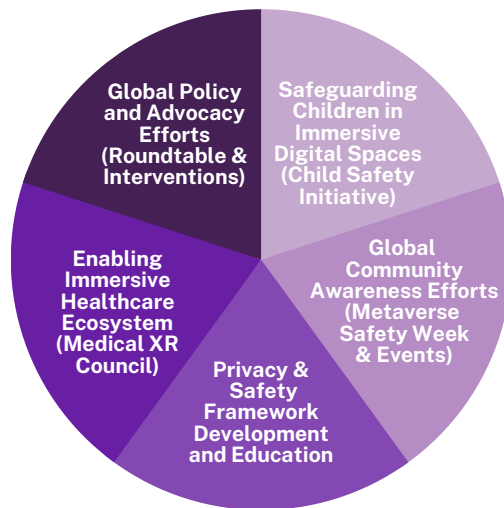 Global Policy
and Advocacy
Efforts
(Roundtable &
Interventions)
Safeguarding
Children in
Immersive
Digital Spaces
(Child Safety
Initiative)
Global
Community
Awareness Efforts
(Metaverse
Safety Week
& Events)
Privacy &
Safety
Framework
Development
and Education
Enabling
Immersive
Healthcare
Ecosystem
(Medical XR
Council)